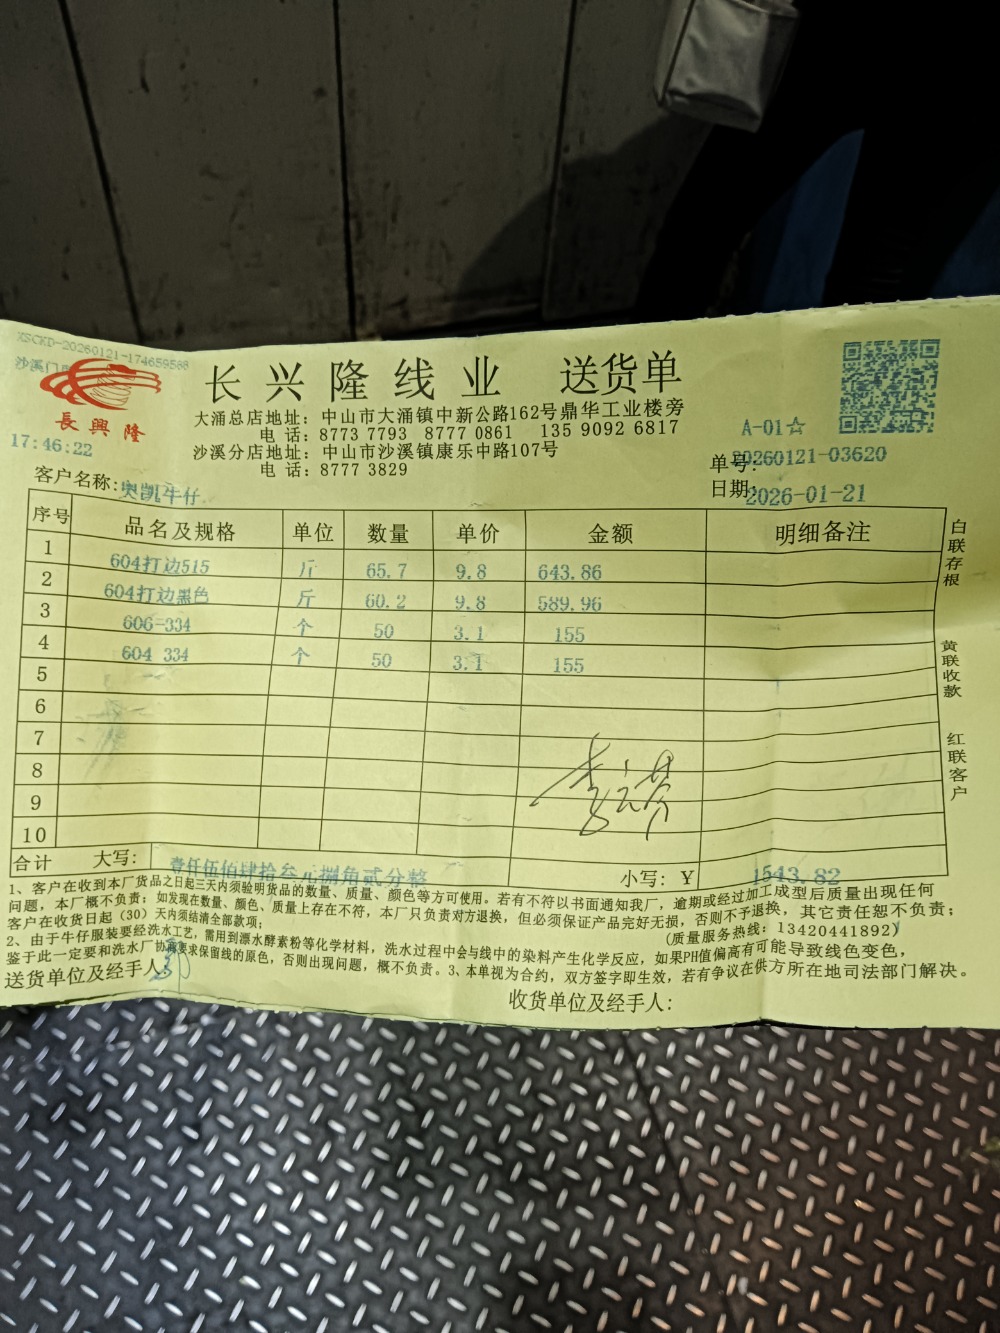 XSCKD-20260121-174659568
沙溪门
長興隆
17:46:22
长兴隆线业 送货单
大涌总店地址：中山市大涌镇中新公路162号鼎华工业楼旁
电话：8773 7793 8777 0861 135 9092 6817
沙溪分店地址：中山市沙溪镇康乐中路107号
电话：8777 3829
A-01☆
单号:20260121-03620
日期:2026-01-21
客户名称:奥凯牛仔
序号 品名及规格 单位 数量 单价 金额 明细备注
1 604打边515 斤 65.7 9.8 643.86
2 604打边黑色 斤 60.2 9.8 589.96
3 606-334 个 50 3.1 155
4 604 334 个 50 3.1 155
5
6
7
8
9
10
合计 大写: 壹仟伍佰肆拾叁元捌角贰分整 小写: ¥ 1543.82
白联存根
黄联收款
红联客户
1、客户在收到本厂货品之日起三天内须验明货品的数量、质量、颜色等方可使用。若有不符以书面通知我厂，逾期或经过加工成型后质量出现任何
问题，本厂概不负责；如发现在数量、颜色、质量上存在不符，本厂只负责对方退换，但必须保证产品完好无损，否则不予退换，其它责任恕不负责；
客户在收货日起（30）天内须结清全部款项；
(质量服务热线：13420441892)
2、由于牛仔服装要经洗水工艺，需用到漂水酵素粉等化学材料，洗水过程中会与线中的染料产生化学反应，如果PH值偏高有可能导致线色变色，
鉴于此一定要和洗水厂协商要求保留线的原色，否则出现问题，概不负责。3、本单视为合约，双方签字即生效，若有争议在供方所在地司法部门解决。
送货单位及经手人:
收货单位及经手人: